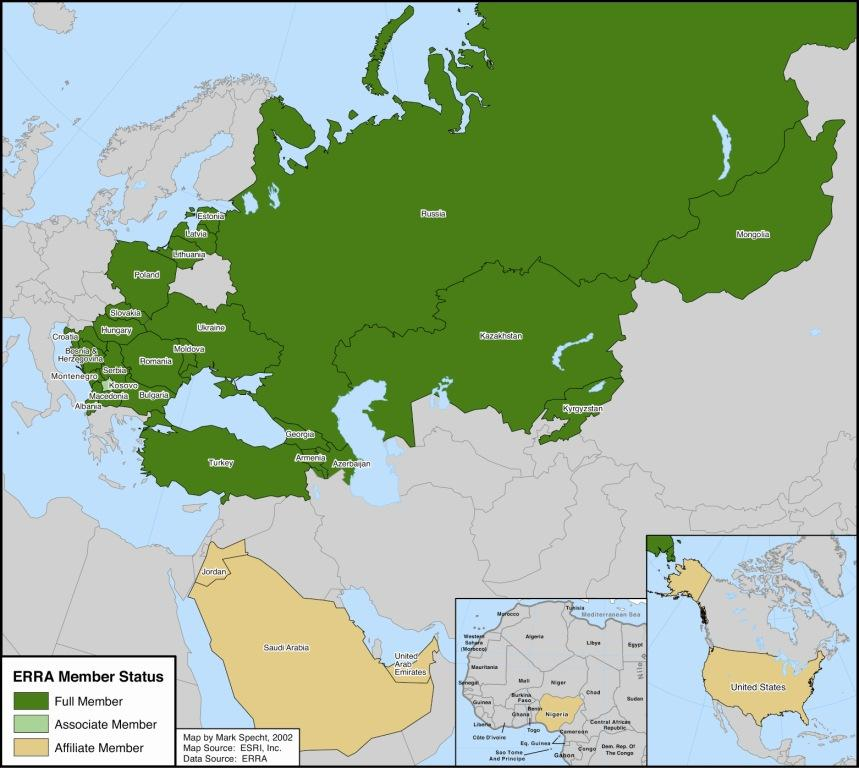 Russia
Mongolia
Estonia
Latvia
Lithuania
Poland
Slovakia
Hungary
Ukraine
Croatia
Moldova
Bosnia &
Herzegovina
Romania
Serbia
Montenegro
Kosovo
Macedonia
Bulgaria
Albania
Kazakhstan
Kyrgyzstan
Georgia
Armenia
Azerbaijan
Turkey
Jordan
Saudi Arabia
United
Arab
Emirates
ERRA Member Status
Full Member
Associate Member
Affiliate Member
Map by Mark Specht, 2002
Map Source: ESRI, Inc.
Data Source: ERRA
Morocco
Tunisia
Mediterranean Sea
Western
Sahara
(Morocco)
Algeria
Libya
Egypt
Mauritania
Mali
Niger
Senegal
Chad
Sudan
Burkina
Faso
Guinea
Benin
Nigeria
Ghana
Liberia
Togo
Central African
Republic
Côte D'ivoire
Cameroon
Eq. Guinea
Sao Tome
And Principe
Gabon
Congo
Dem. Rep. Of
The Congo
United States